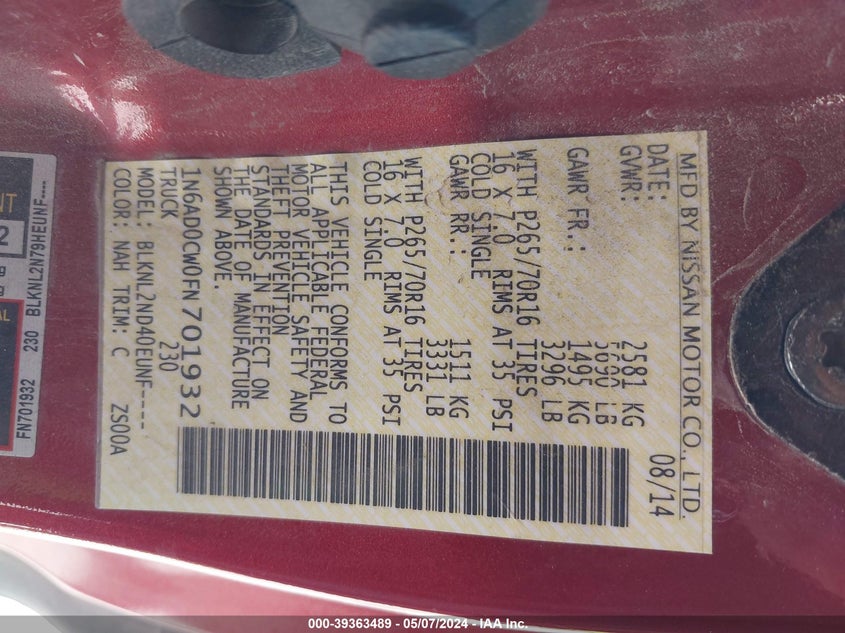 MFD BY NISSAN MOTOR CO., LTD.
DATE: 08/14
GVWR: 2581 KG
5690 LB
GAWR FR.: 1495 KG
3296 LB
WITH P265/70R16 TIRES
16 X 7.0 RIMS AT 35 PSI
COLD SINGLE
GAWR RR.: 1511 KG
3331 LB
WITH P265/70R16 TIRES
16 X 7.0 RIMS AT 35 PSI
COLD SINGLE
THIS VEHICLE CONFORMS TO
ALL APPLICABLE FEDERAL
MOTOR VEHICLE SAFETY AND
THEFT PREVENTION
STANDARDS IN EFFECT ON
THE DATE OF MANUFACTURE
SHOWN ABOVE.
1N6AD0CW0FN701932
TRUCK 230
MODEL: BLKNL2ND40EUNF----
COLOR: NAH TRIM: C ZS00A
230 BLKNL2N79HEUNF----
FN701932
000-39363489 - 05/07/2024 - IAA Inc.